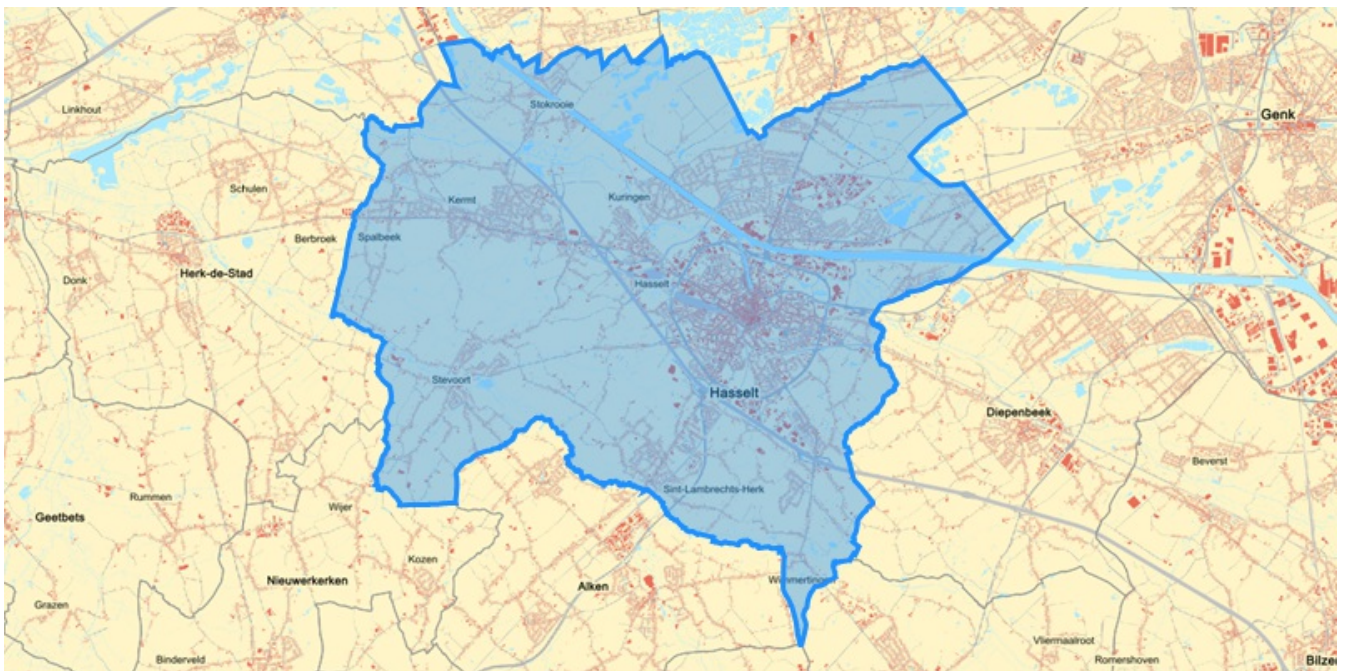 Linkhout
Stokrooie
Genk
Schulen
Kermt
Kuringen
Berbroek
Spalbeek
Herk-de-Stad
Donk
Hasselt
Stevoort
Hasselt
Diepenbeek
Beverst
Sint-Lambrechts-Herk
Rummen
Wijer
Geetbets
Kozen
Nieuwerkerken
Alken
Wimmertingen
Grazen
Vliermaalroot
Binderveld
Romershoven
Bilze